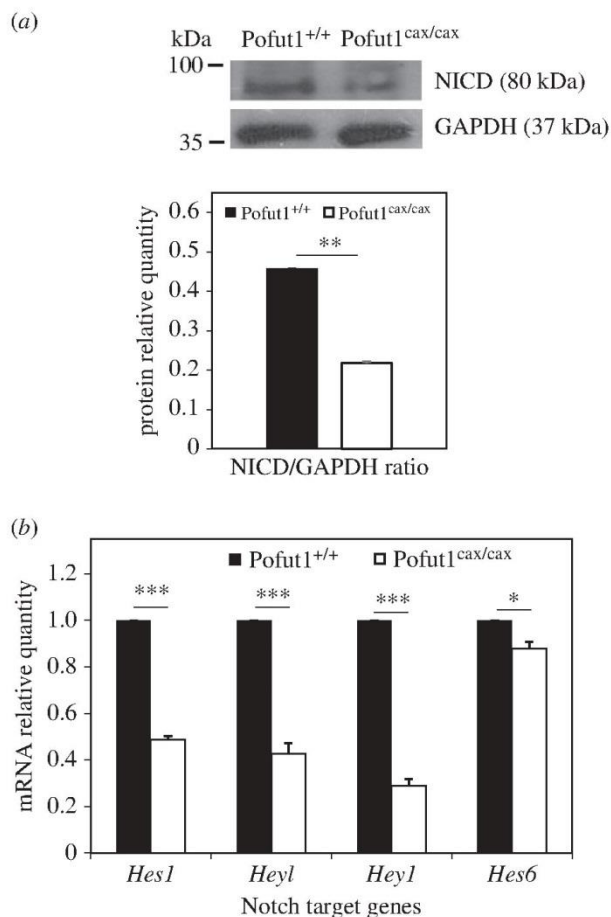 (a)
kDa Pofut1+/+ Pofut1cax/cax
100
NICD (80 kDa)
GAPDH (37 kDa)
35
0.6
Pofut1+/+ Pofut1cax/cax
0.5
**
0.4
0.3
0.2
0.1
0
protein relative quantity
NICD/GAPDH ratio
(b)
Pofut1+/+ Pofut1cax/cax
1.2
*** *** *** *
1.0
0.8
0.6
0.4
0.2
0
mRNA relative quantity
Hes1 Heyl Hey1 Hes6
Notch target genes